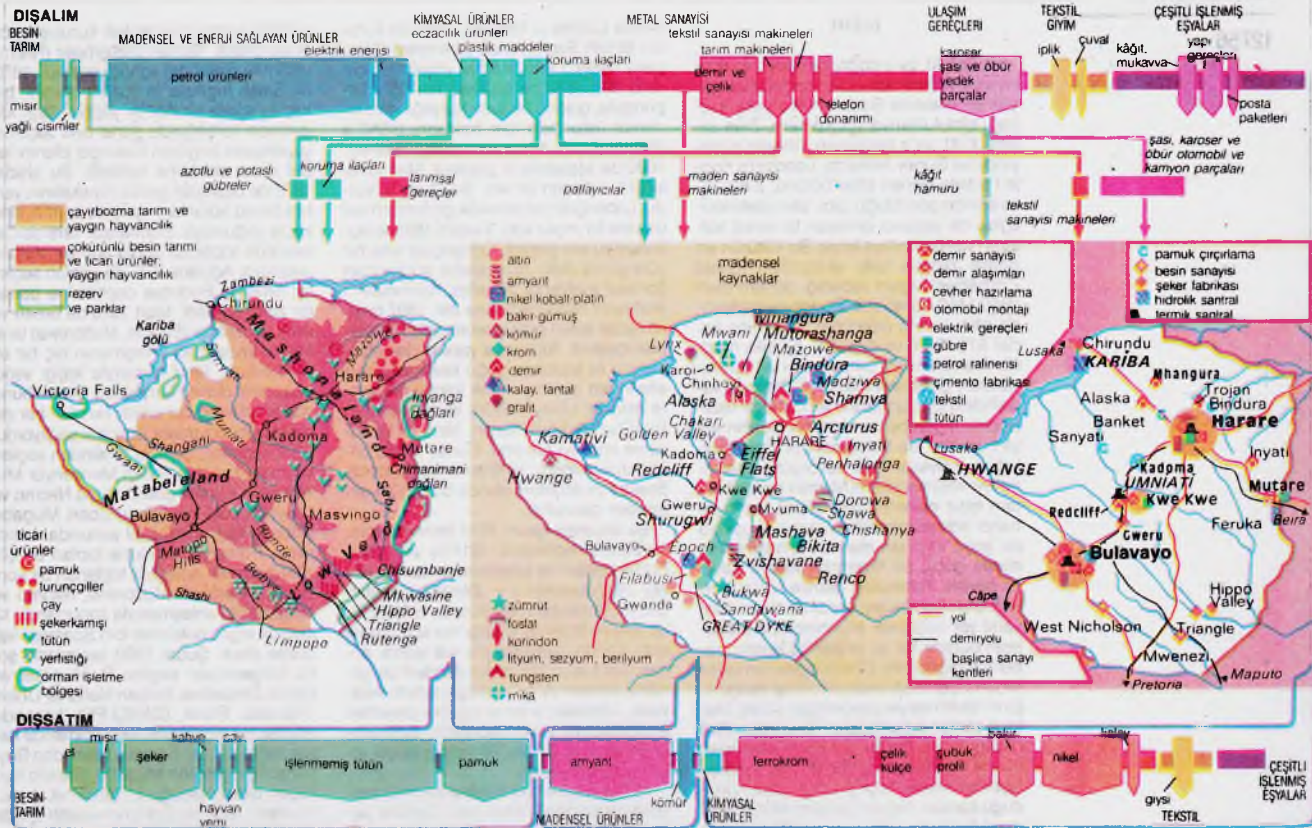 DIŞALIM
BESİN
TARIM
MADENSEL VE ENERJİ SAĞLAYAN ÜRÜNLER
KİMYASAL ÜRÜNLER
METAL SANAYİSİ
ULAŞIM
GEREÇLERİ
TEKSTİL
GİYİM
ÇEŞİTLİ İŞLENMİŞ
EŞYALAR
elektrik enerjisi
eczacılık ürünleri
plastik maddeler
koruma ilaçları
tekstil sanayisi makineleri
tarım makineleri
karoser
şasi ve öbür
yedek
parçalar
iplik
çuval
kâğıt,
mukavva
yapı
gereçleri
petrol ürünleri
demir ve
çelik
telefon
donanımı
posta
paketleri
mısır
yağlı cisimler
azotlu ve potaslı
gübreler
koruma ilaçları
tarımsal
gereçler
patlayıcılar
maden sanayisi
makineleri
kâğıt
hamuru
tekstil
sanayisi makineleri
şasi, karoser ve
öbür otomobil ve
kamyon parçaları
çayırbozma tarımı ve
yaygın hayvancılık
çokürünlü besin tarımı
ve ticari ürünler;
yaygın hayvancılık
rezerv
ve parklar
Zambezi
Chirundu
Kariba
gölü
Sanyati
Mashonaland
Mazowe
Harare
Victoria Falls
Inyanga
dağları
Munyati
Kadoma
Shangani
Gwaai
Mutare
Chimanimani
dağları
Matabeleland
Gweru
Sabi
Bulavayo
Masvingo
Matopo
Hills
Runde
Shashi
Bubye
Low Veld
Chisumbanje
Mkwasine
Hippo Valley
Triangle
Rutenga
Limpopo
ticari
ürünler
pamuk
turunçgiller
çay
şekerkamışı
tütün
yerfıstığı
orman işletme
bölgesi
altın
amyant
nikel kobalt-platin
bakır-gümüş
kömür
krom
demir
kalay, tantal
grafit
madensel
kaynaklar
Mhangura
Mutorashanga
Mwani
Lynx
Mazowe
Karoi
Bindura
Chinhoyi
Madziwa
Shamva
Alaska
Chakari
Arcturus
HARARE
Kamativi
Golden Valley
Kadoma
Eiffel
Flats
Inyati
Penhalonga
Hwange
Redcliff
Kwe Kwe
Dorowa
Gweru
Mvuma
Shawa
Shurugwi
Chishanya
Mashava
Bulavayo
Epoch
Bikita
Zvishavane
Filabusi
Renco
Gwanda
Bukwa
Sandawana
GREAT DYKE
zümrüt
fosfat
korindon
lityum, sezyum, berilyum
tungsten
mika
demir sanayisi
demir alaşımları
cevher hazırlama
otomobil montajı
elektrik gereçleri
gübre
petrol rafinerisi
çimento fabrikası
tekstil
tütün
pamuk çırçırlama
besin sanayisi
şeker fabrikası
hidrolik santral
termik santral
Lusaka
Chirundu
KARIBA
Mhangura
Alaska
Trojan
Bindura
Banket
Harare
Sanyati
Lusaka
HWANGE
Kadoma
UMNIATI
Inyati
Kwe Kwe
Mutare
Redcliff
Feruka
Beira
Gweru
Bulavayo
Hippo
Valley
Câpe
West Nicholson
Triangle
Mwenezi
Pretoria
Maputo
yol
demiryolu
başlıca sanayi
kentleri
DIŞSATIM
et
mısır
şeker
kahve
çay
işlenmemiş tütün
pamuk
amyant
ferrokrom
çelik
külçe
çubuk
profil
bakır
nikel
kalay
ÇEŞİTLİ
İŞLENMİŞ
EŞYALAR
BESİN-
TARIM
hayvan
yemi
MADENSEL ÜRÜNLER
kömür
KİMYASAL
ÜRÜNLER
giysi
TEKSTİL